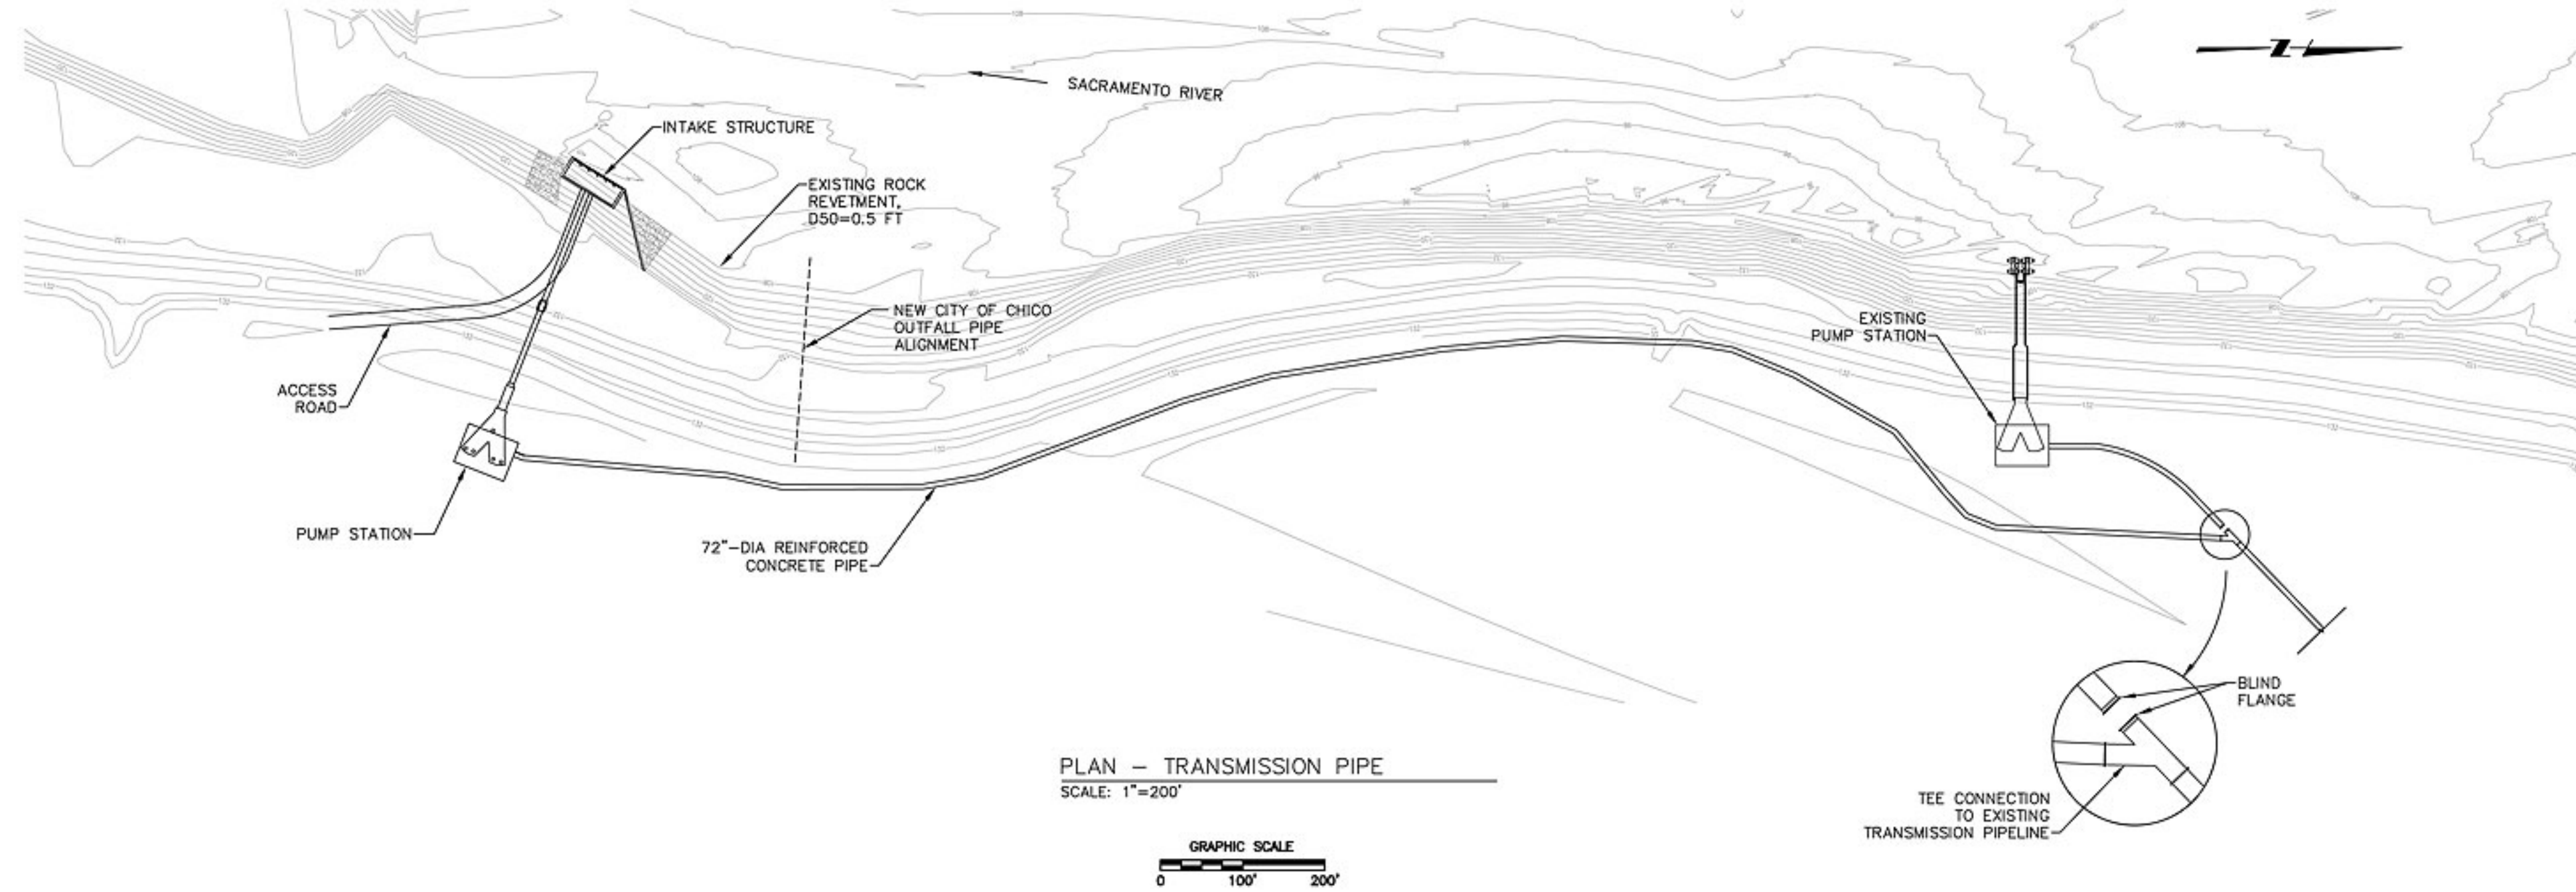 Z
SACRAMENTO RIVER
INTAKE STRUCTURE
EXISTING ROCK
REVETMENT,
D50=0.5 FT
NEW CITY OF CHICO
OUTFALL PIPE
ALIGNMENT
EXISTING
PUMP STATION
ACCESS
ROAD
PUMP STATION
72"-DIA REINFORCED
CONCRETE PIPE
BLIND
FLANGE
TEE CONNECTION
TO EXISTING
TRANSMISSION PIPELINE
PLAN - TRANSMISSION PIPE
SCALE: 1"=200'
GRAPHIC SCALE
0 100' 200'